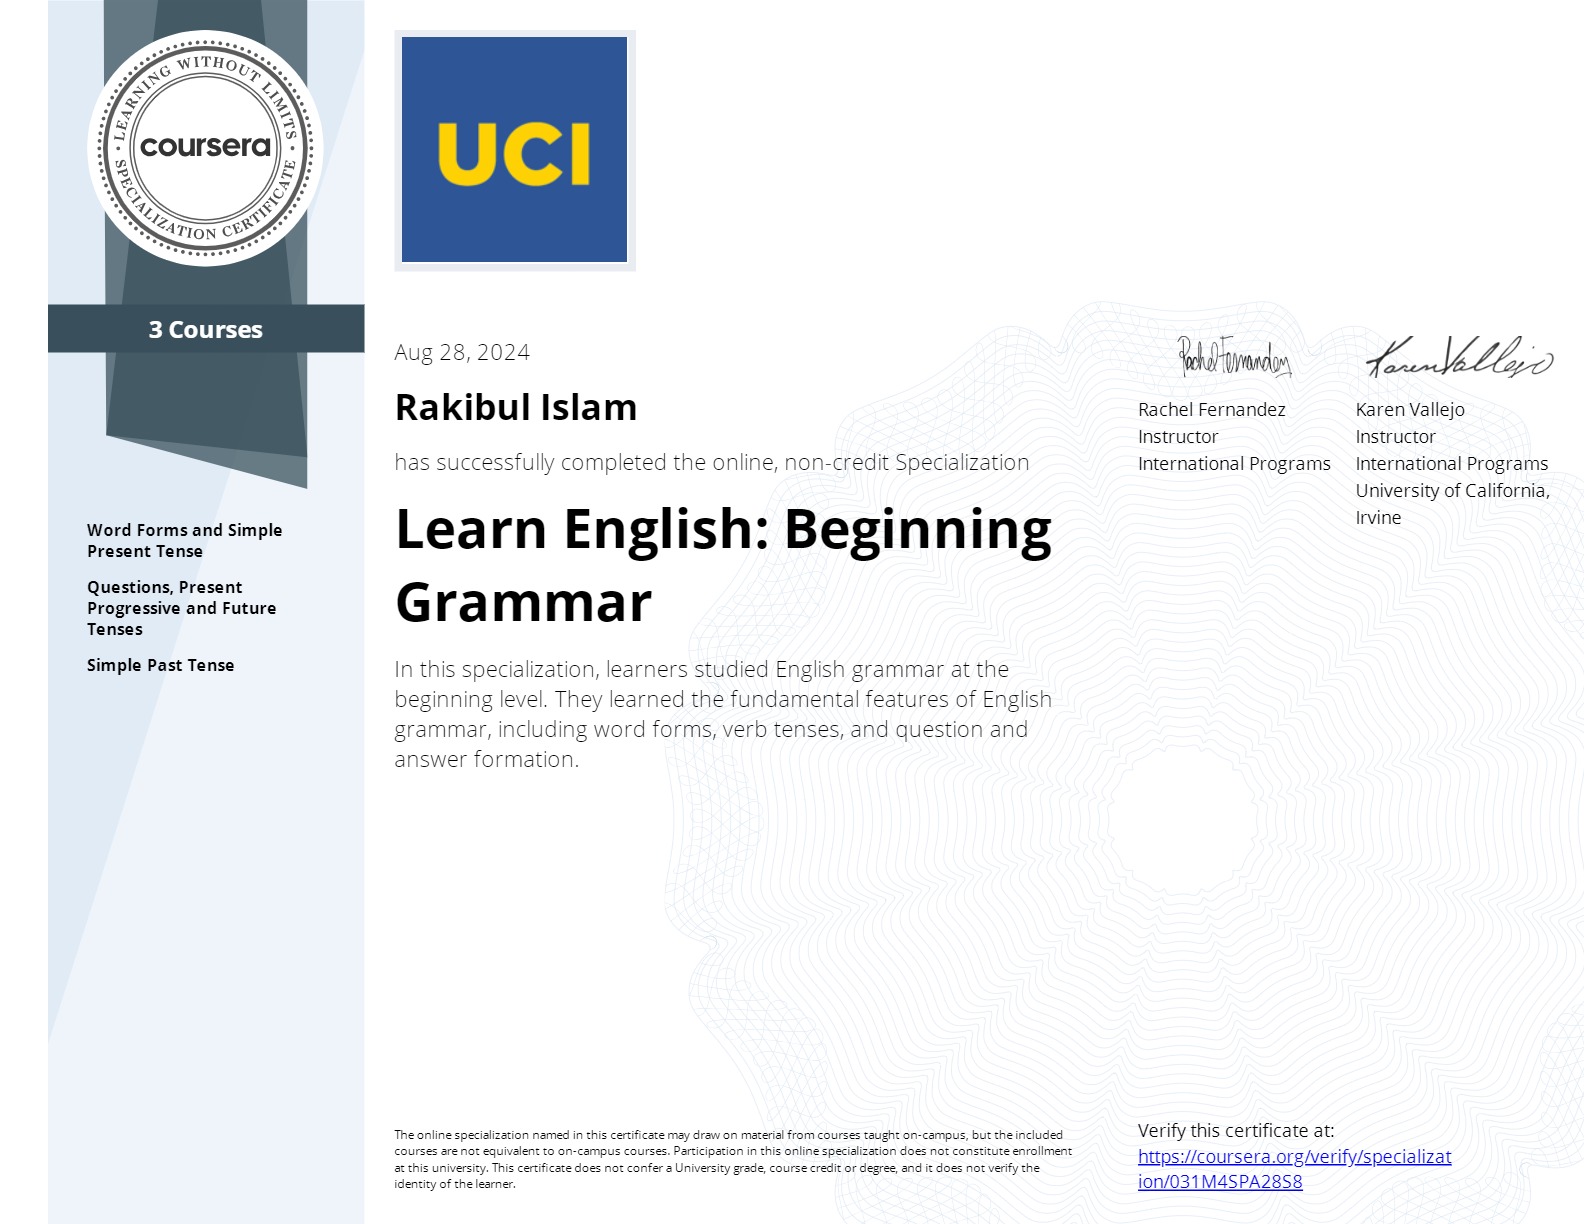 LEARNING WITHOUT LIMITS
coursera
SPECIALIZATION CERTIFICATE
UCI
3 Courses
Word Forms and Simple
Present Tense
Questions, Present
Progressive and Future
Tenses
Simple Past Tense
Aug 28, 2024
Rakibul Islam
has successfully completed the online, non-credit Specialization
Learn English: Beginning
Grammar
In this specialization, learners studied English grammar at the
beginning level. They learned the fundamental features of English
grammar, including word forms, verb tenses, and question and
answer formation.
Rachel Fernandez
Rachel Fernandez
Instructor
International Programs
Karen Vallejo
Karen Vallejo
Instructor
International Programs
University of California,
Irvine
The online specialization named in this certificate may draw on material from courses taught on-campus, but the included
courses are not equivalent to on-campus courses. Participation in this online specialization does not constitute enrollment
at this university. This certificate does not confer a University grade, course credit or degree, and it does not verify the
identity of the learner.
Verify this certificate at:
https://coursera.org/verify/specializat
ion/031M4SPA28S8